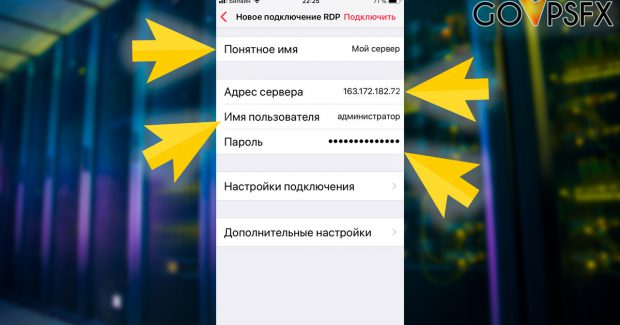 Билайн 22:25 86 %
Новое подключение RDP Подключить
GOVPSFX
Понятное имя Мой сервер
Адрес сервера 163.172.182.72
Имя пользователя администратор
Пароль ••••••••••••••
Настройки подключения
Дополнительные настройки